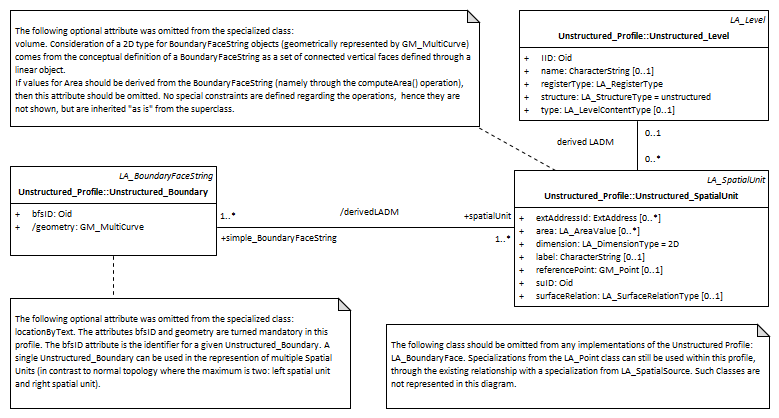 The following optional attribute was omitted from the specialized class:
volume. Consideration of a 2D type for BoundaryFaceString objects (geometrically represented by GM_MultiCurve)
comes from the conceptual definition of a BoundaryFaceString as a set of connected vertical faces defined through a
linear object.
If values for Area should be derived from the BoundaryFaceString (namely through the computeArea() operation),
then this attribute should be omitted. No special constraints are defined regarding the operations, hence they are
not shown, but are inherited "as is" from the superclass.
LA_Level
Unstructured_Profile::Unstructured_Level
+ lID: Oid
+ name: CharacterString [0..1]
+ registerType: LA_RegisterType
+ structure: LA_StructureType = unstructured
+ type: LA_LevelContentType [0..1]
0..1
derived LADM
0..*
LA_BoundaryFaceString
Unstructured_Profile::Unstructured_Boundary
+ bfsID: Oid
+ /geometry: GM_MultiCurve
1..*
/derivedLADM
+spatialUnit
+simple_BoundaryFaceString
1..*
LA_SpatialUnit
Unstructured_Profile::Unstructured_SpatialUnit
+ extAddressId: ExtAddress [0..*]
+ area: LA_AreaValue [0..*]
+ dimension: LA_DimensionType = 2D
+ label: CharacterString [0..1]
+ referencePoint: GM_Point [0..1]
+ suID: Oid
+ surfaceRelation: LA_SurfaceRelationType [0..1]
The following optional attribute was omitted from the specialized class:
locationByText. The attributes bfsID and geometry are turned mandatory in this
profile. The bfsID attribute is the identifier for a given Unstructured_Boundary. A
single Unstructured_Boundary can be used in the represention of multiple Spatial
Units (in contrast to normal topology where the maximum is two: left spatial unit
and right spatial unit).
The following class should be omitted from any implementations of the Unstructured Profile:
LA_BoundaryFace. Specializations from the LA_Point class can still be used within this profile,
through the existing relationship with a specialization from LA_SpatialSource. Such Classes are
not represented in this diagram.